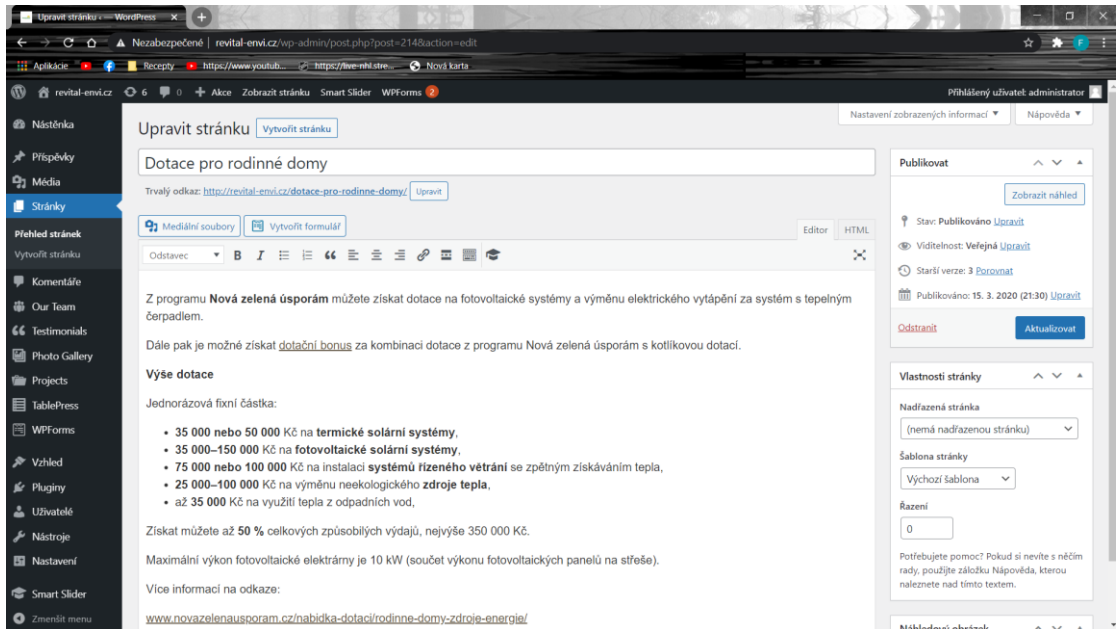 Upravit stránku ‹ — WordPress
Nezabezpečené | revital-envi.cz/wp-admin/post.php?post=214&action=edit
F
Aplikácie
Recepty
https://www.youtub...
https://live-nhl.stre...
Nová karta
revital-envi.cz 6 0 + Akce Zobrazit stránku Smart Slider WPForms 2
Přihlášený uživatel: administrator
Nástěnka
Příspěvky
Média
Stránky
Přehled stránek
Vytvořit stránku
Komentáře
Our Team
Testimonials
Photo Gallery
Projects
TablePress
WPForms
Vzhled
Pluginy
Uživatelé
Nástroje
Nastavení
Smart Slider
Zmenšit menu
Nastavení zobrazených informací ▼
Nápověda ▼
Upravit stránku Vytvořit stránku
Dotace pro rodinné domy
Trvalý odkaz: http://revital-envi.cz/dotace-pro-rodinne-domy/ Upravit
Mediální soubory
Vytvořit formulář
Editor HTML
Odstavec ▼ B I
Z programu Nová zelená úsporám můžete získat dotace na fotovoltaické systémy a výměnu elektrického vytápění za systém s tepelným
čerpadlem.
Dále pak je možné získat dotační bonus za kombinaci dotace z programu Nová zelená úsporám s kotlíkovou dotací.
Výše dotace
Jednorázová fixní částka:
• 35 000 nebo 50 000 Kč na termické solární systémy,
• 35 000–150 000 Kč na fotovoltaické solární systémy,
• 75 000 nebo 100 000 Kč na instalaci systémů řízeného větrání se zpětným získáváním tepla,
• 25 000–100 000 Kč na výměnu neekologického zdroje tepla,
• až 35 000 Kč na využití tepla z odpadních vod,
Získat můžete až 50 % celkových způsobilých výdajů, nejvýše 350 000 Kč.
Maximální výkon fotovoltaické elektrárny je 10 kW (součet výkonu fotovoltaických panelů na střeše).
Více informací na odkaze:
www.novazelenausporam.cz/nabidka-dotaci/rodinne-domy-zdroje-energie/
Publikovat
Zobrazit náhled
Stav: Publikováno Upravit
Viditelnost: Veřejná Upravit
Starší verze: 3 Porovnat
Publikováno: 15. 3. 2020 (21:30) Upravit
Odstranit
Aktualizovat
Vlastnosti stránky
Nadřazená stránka
(nemá nadřazenou stránku)
Šablona stránky
Výchozí šablona
Řazení
0
Potřebujete pomoc? Pokud si nevíte s něčím
rady, použijte záložku Nápověda, kterou
naleznete nad tímto textem.
Náhledový obrázek